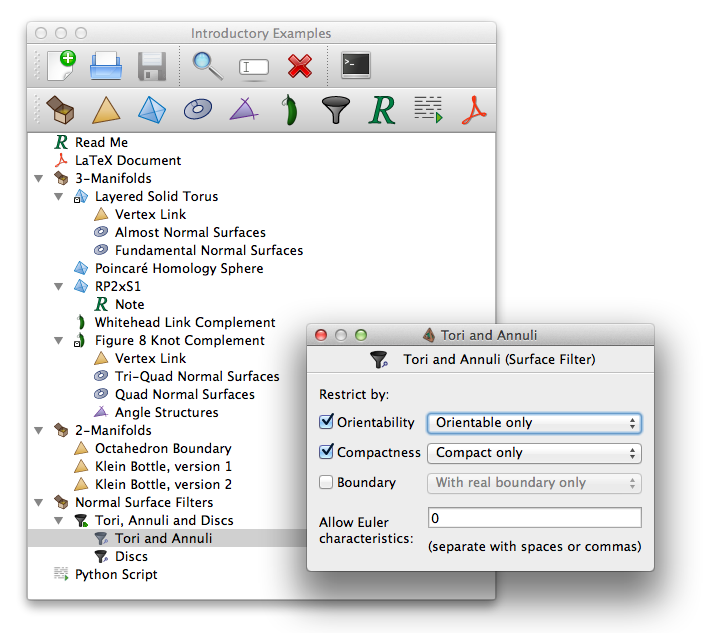 Introductory Examples
Read Me
LaTeX Document
3-Manifolds
Layered Solid Torus
Vertex Link
Almost Normal Surfaces
Fundamental Normal Surfaces
Poincaré Homology Sphere
RP2xS1
Note
Whitehead Link Complement
Figure 8 Knot Complement
Vertex Link
Tri-Quad Normal Surfaces
Quad Normal Surfaces
Angle Structures
2-Manifolds
Octahedron Boundary
Klein Bottle, version 1
Klein Bottle, version 2
Normal Surface Filters
Tori, Annuli and Discs
Tori and Annuli
Discs
Python Script
Tori and Annuli
Tori and Annuli (Surface Filter)
Restrict by:
Orientability Orientable only
Compactness Compact only
Boundary With real boundary only
Allow Euler characteristics: 0
(separate with spaces or commas)